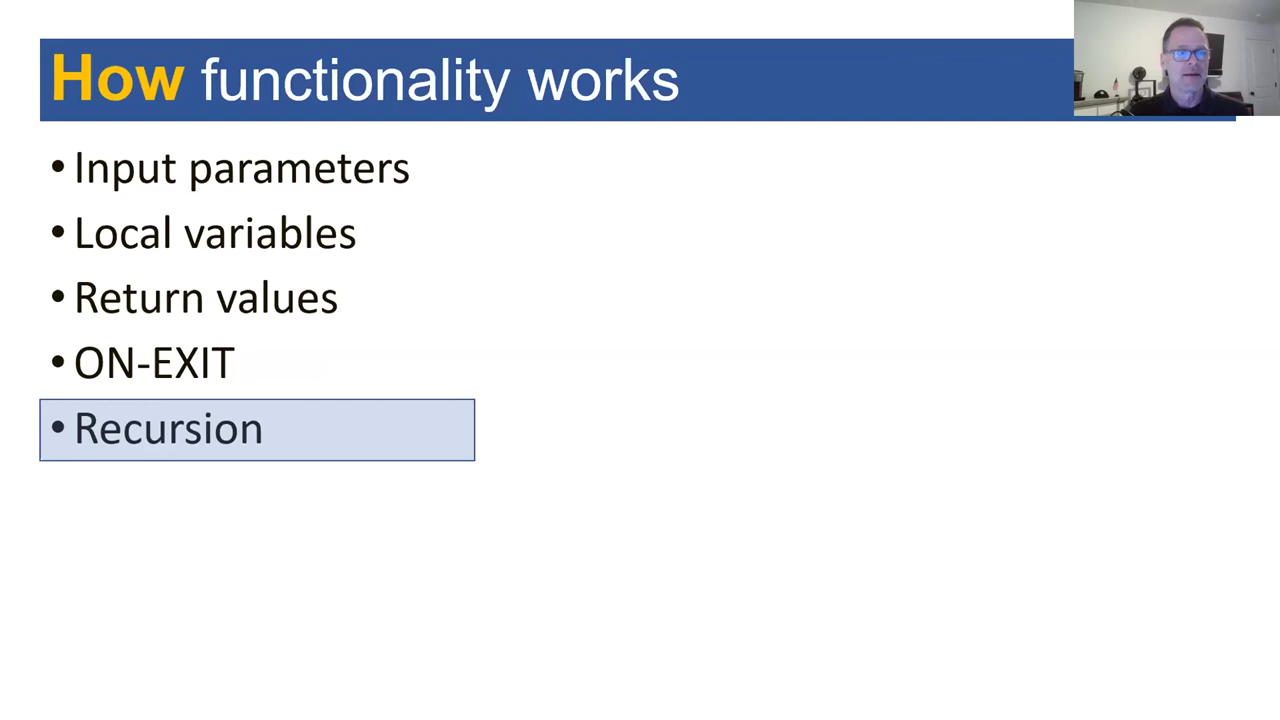 How functionality works
• Input parameters
• Local variables
• Return values
• ON-EXIT
• Recursion